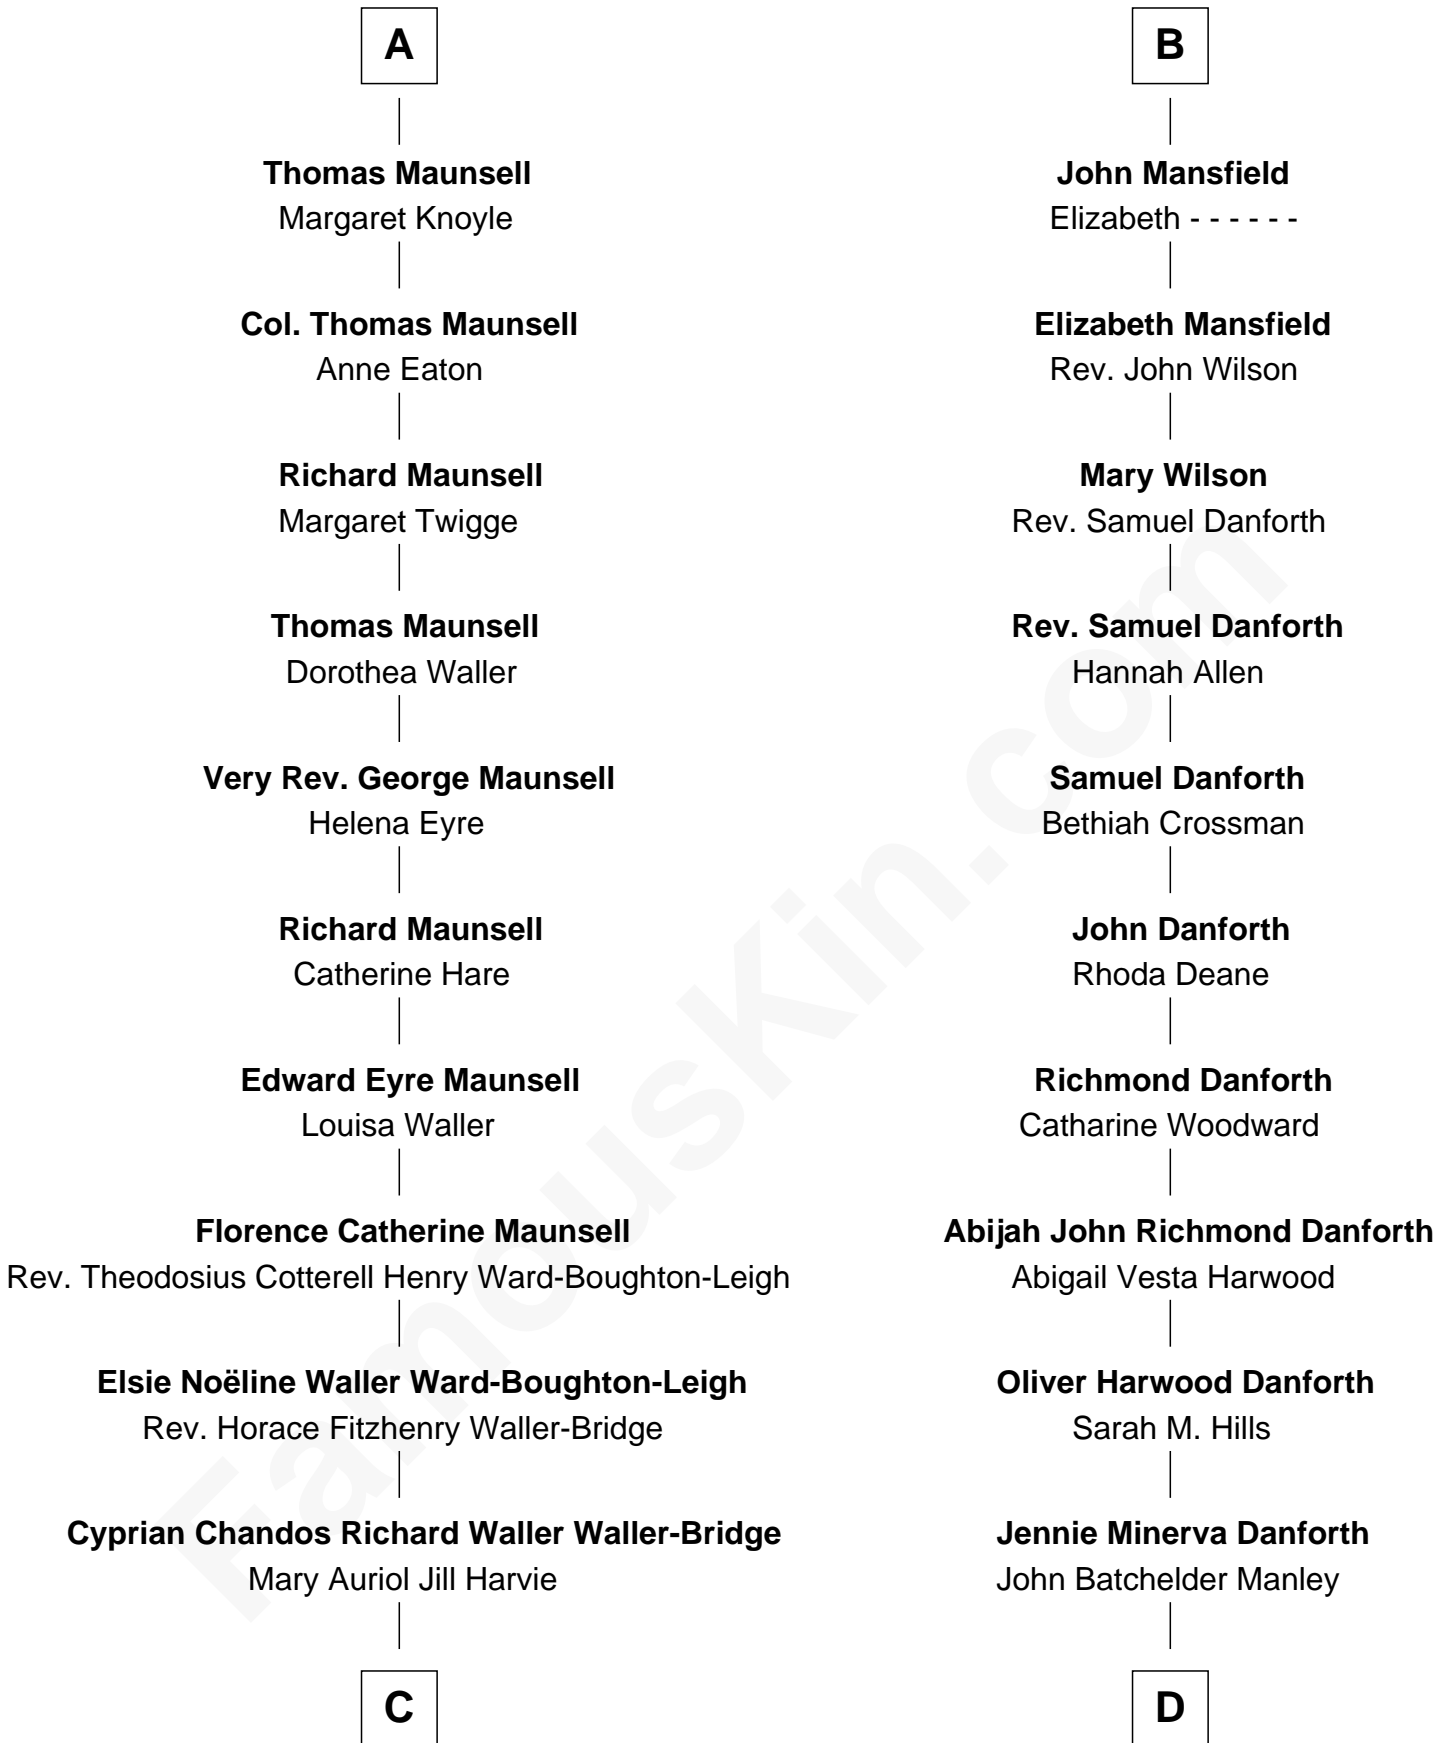 A
Thomas Maunsell
Margaret Knoyle
Col. Thomas Maunsell
Anne Eaton
Richard Maunsell
Margaret Twigge
Thomas Maunsell
Dorothea Waller
Very Rev. George Maunsell
Helena Eyre
Richard Maunsell
Catherine Hare
Edward Eyre Maunsell
Louisa Waller
Florence Catherine Maunsell
Rev. Theodosius Cotterell Henry Ward-Boughton-Leigh
Elsie Noëline Waller Ward-Boughton-Leigh
Rev. Horace Fitzhenry Waller-Bridge
Cyprian Chandos Richard Waller Waller-Bridge
Mary Auriol Jill Harvie
C
B
John Mansfield
Elizabeth - - - - - -
Elizabeth Mansfield
Rev. John Wilson
Mary Wilson
Rev. Samuel Danforth
Rev. Samuel Danforth
Hannah Allen
Samuel Danforth
Bethiah Crossman
John Danforth
Rhoda Deane
Richmond Danforth
Catharine Woodward
Abijah John Richmond Danforth
Abigail Vesta Harwood
Oliver Harwood Danforth
Sarah M. Hills
Jennie Minerva Danforth
John Batchelder Manley
D
FamousKin.com